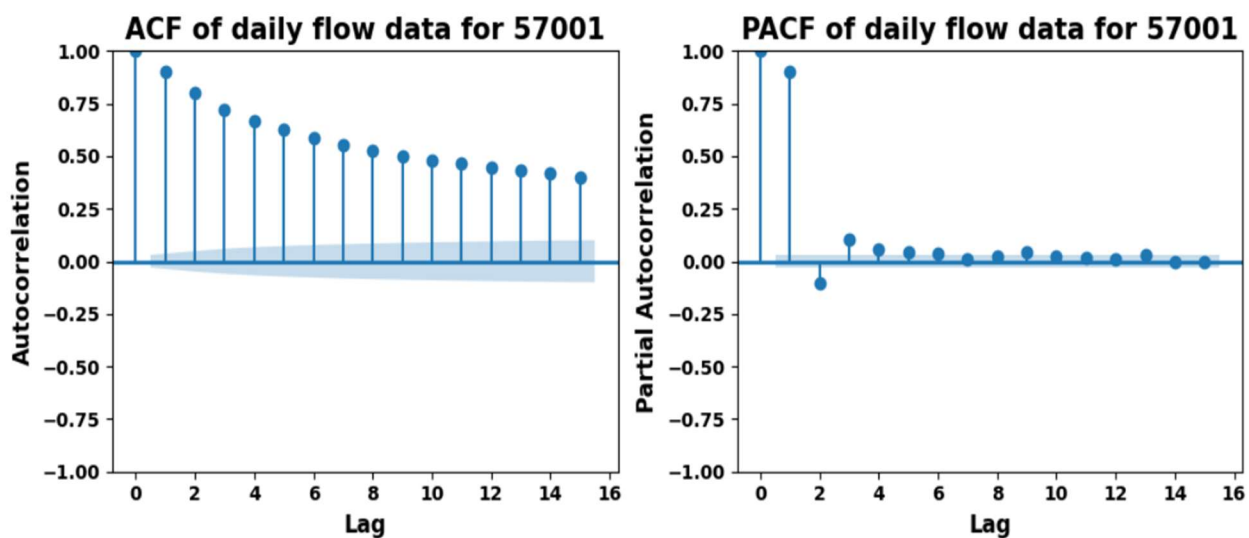 ACF of daily flow data for 57001
Autocorrelation
1.00
0.75
0.50
0.25
0.00
−0.25
−0.50
−0.75
−1.00
0 2 4 6 8 10 12 14 16
Lag
PACF of daily flow data for 57001
Partial Autocorrelation
1.00
0.75
0.50
0.25
0.00
−0.25
−0.50
−0.75
−1.00
0 2 4 6 8 10 12 14 16
Lag